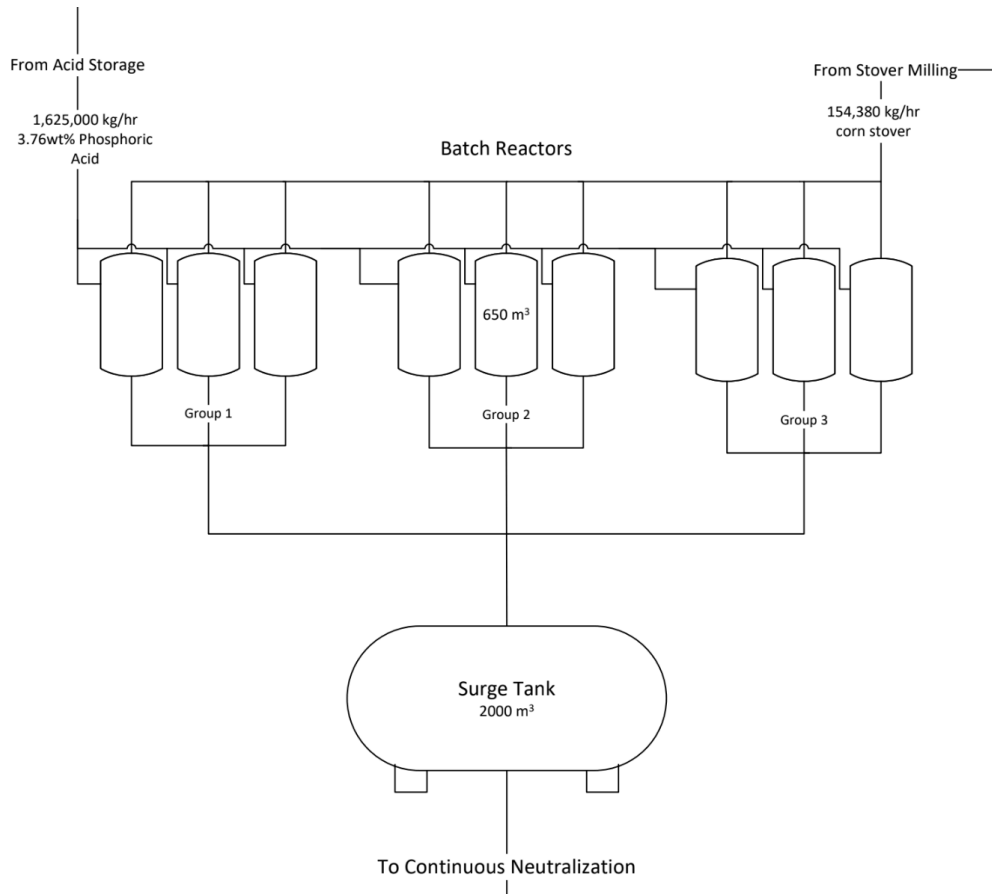 From Acid Storage
From Stover Milling
1,625,000 kg/hr
3.76wt% Phosphoric
Acid
154,380 kg/hr
corn stover
Batch Reactors
650 m³
Group 1
Group 2
Group 3
Surge Tank
2000 m³
To Continuous Neutralization